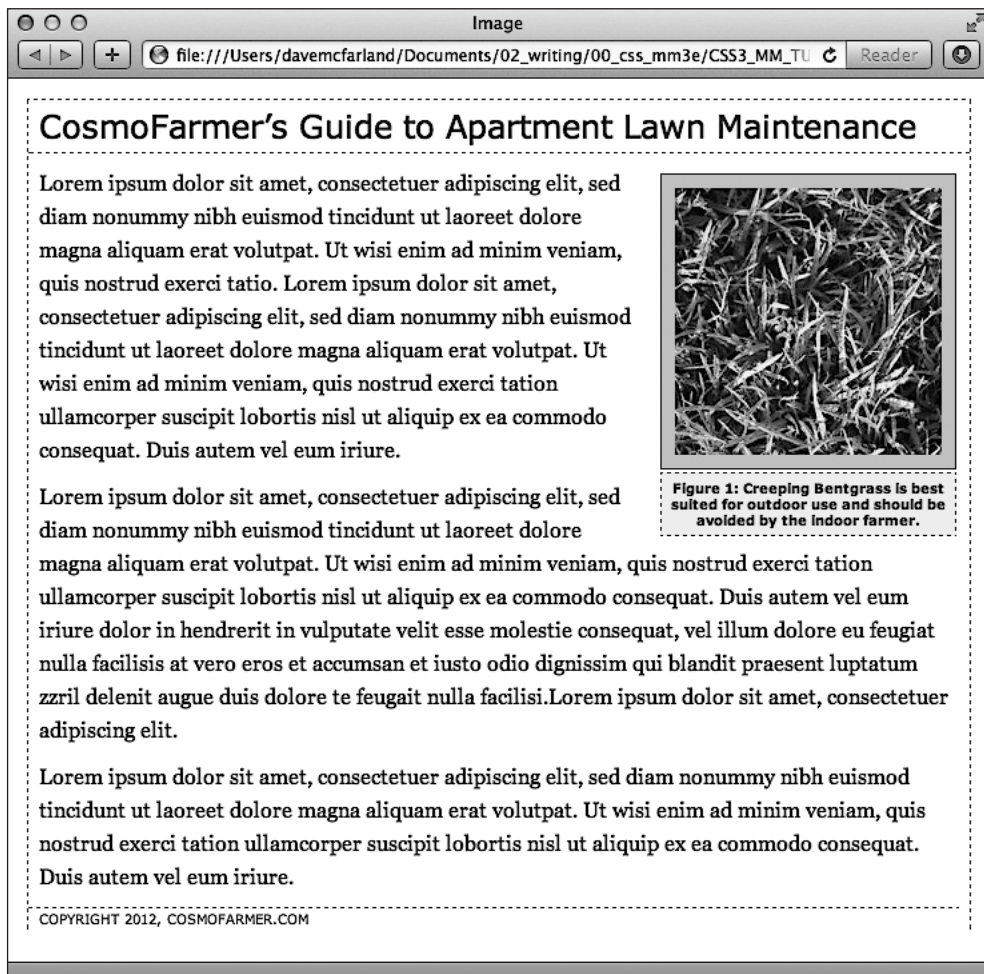 Image
file:///Users/davemcfarland/Documents/02_writing/00_css_mm3e/CSS3_MM_TU
Reader
CosmoFarmer’s Guide to Apartment Lawn Maintenance
Lorem ipsum dolor sit amet, consectetuer adipiscing elit, sed
diam nonummy nibh euismod tincidunt ut laoreet dolore
magna aliquam erat volutpat. Ut wisi enim ad minim veniam,
quis nostrud exerci tatio. Lorem ipsum dolor sit amet,
consectetuer adipiscing elit, sed diam nonummy nibh euismod
tincidunt ut laoreet dolore magna aliquam erat volutpat. Ut
wisi enim ad minim veniam, quis nostrud exerci tation
ullamcorper suscipit lobortis nisl ut aliquip ex ea commodo
consequat. Duis autem vel eum iriure.
Figure 1: Creeping Bentgrass is best
suited for outdoor use and should be
avoided by the indoor farmer.
Lorem ipsum dolor sit amet, consectetuer adipiscing elit, sed
diam nonummy nibh euismod tincidunt ut laoreet dolore
magna aliquam erat volutpat. Ut wisi enim ad minim veniam, quis nostrud exerci tation
ullamcorper suscipit lobortis nisl ut aliquip ex ea commodo consequat. Duis autem vel eum
iriure dolor in hendrerit in vulputate velit esse molestie consequat, vel illum dolore eu feugiat
nulla facilisis at vero eros et accumsan et iusto odio dignissim qui blandit praesent luptatum
zzril delenit augue duis dolore te feugait nulla facilisi.Lorem ipsum dolor sit amet, consectetuer
adipiscing elit.
Lorem ipsum dolor sit amet, consectetuer adipiscing elit, sed diam nonummy nibh euismod
tincidunt ut laoreet dolore magna aliquam erat volutpat. Ut wisi enim ad minim veniam, quis
nostrud exerci tation ullamcorper suscipit lobortis nisl ut aliquip ex ea commodo consequat.
Duis autem vel eum iriure.
COPYRIGHT 2012, COSMOFARMER.COM